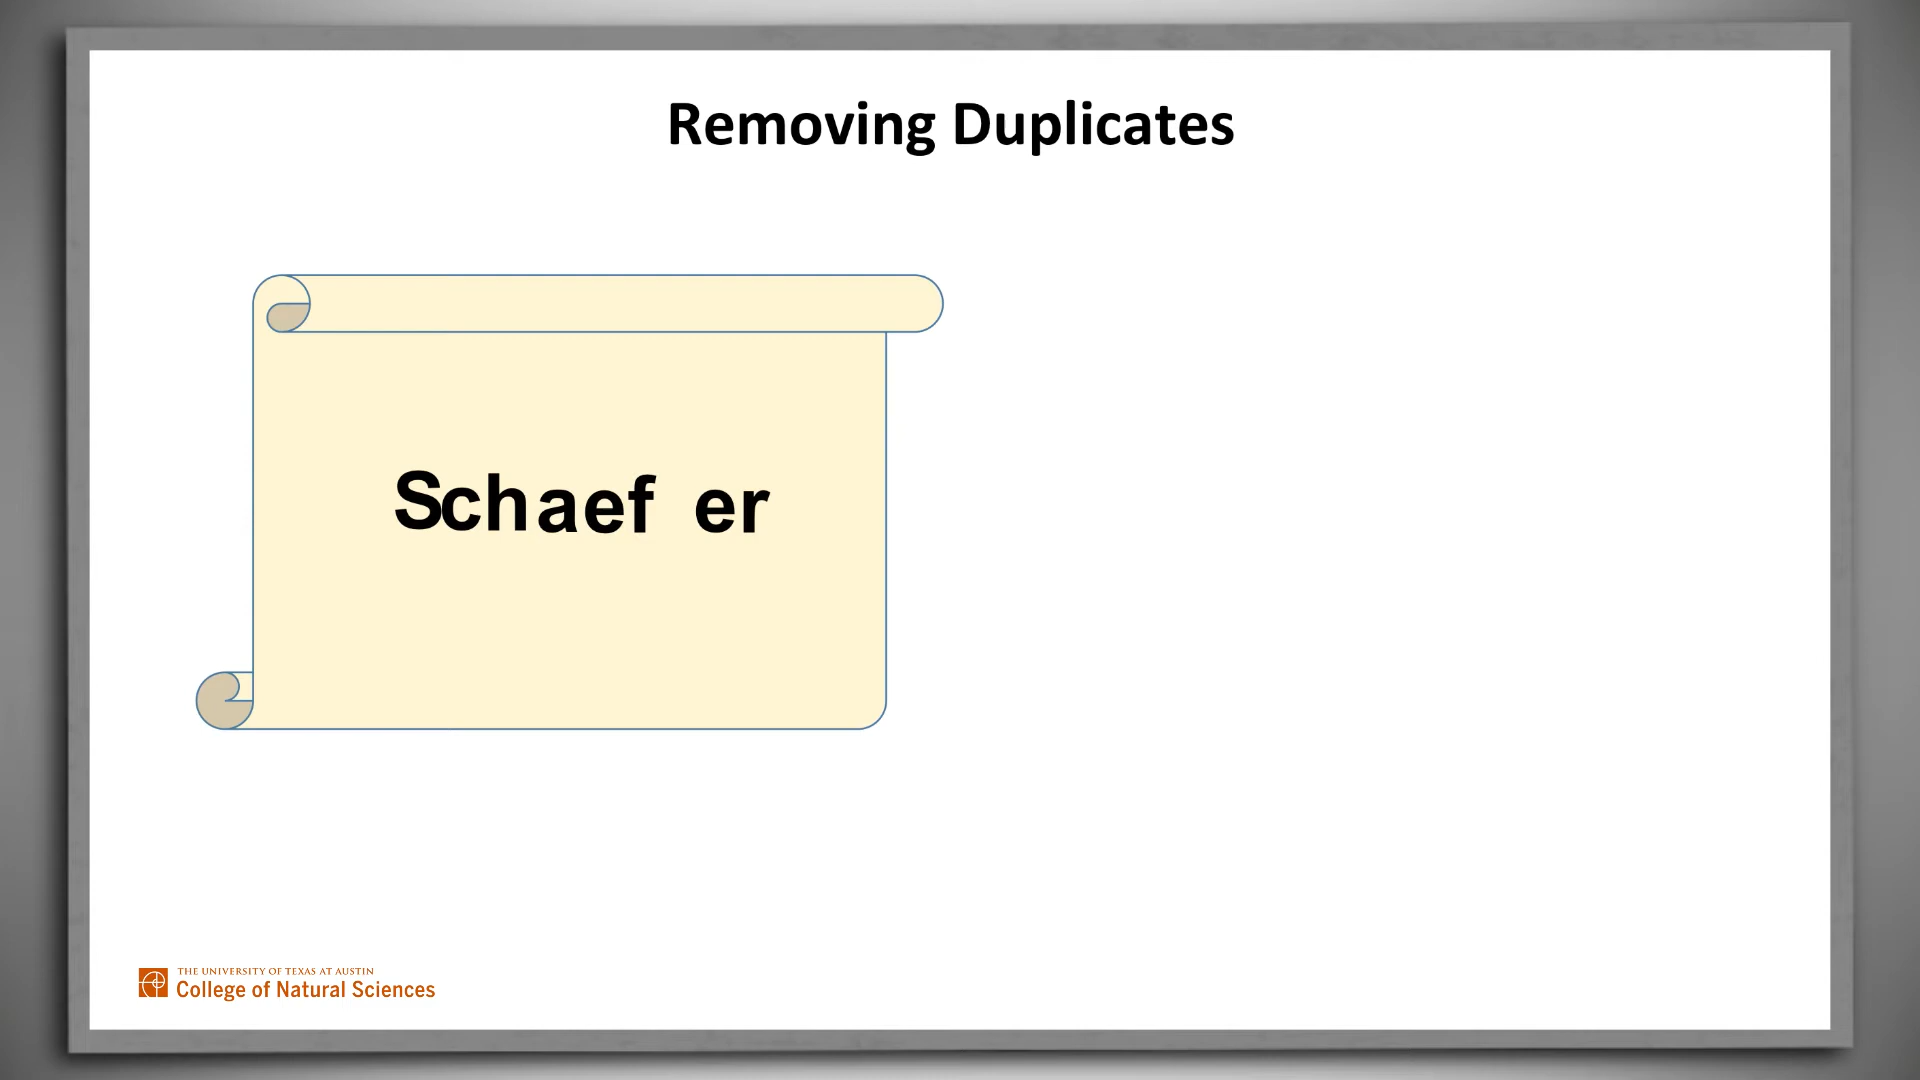 Removing Duplicates
Schaef er
THE UNIVERSITY OF TEXAS AT AUSTIN
College of Natural Sciences